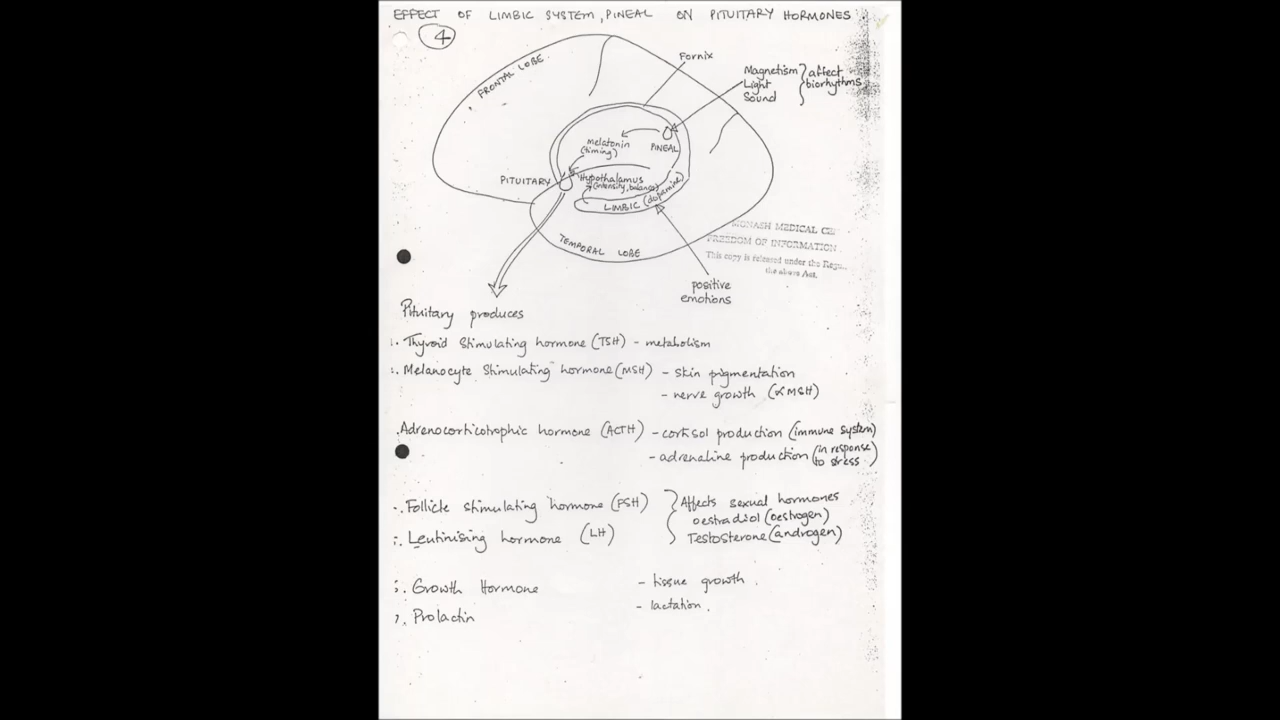 EFFECT OF LIMBIC SYSTEM, PINEAL ON PITUITARY HORMONES
4
FRONTAL LOBE
Fornix
Magnetism
Light
Sound
affect
biorhythms
Melatonin
(timing)
PINEAL
PITUITARY
Hypothalamus
(intensity, balance)
LIMBIC (dopamine)
TEMPORAL LOBE
MONASH MEDICAL CE
FREEDOM OF INFORMATION
This copy is released under the Regu
the above Act.
positive
emotions
Pituitary produces
Thyroid Stimulating hormone (TSH) - metabolism
Melanocyte Stimulating hormone (MSH) - skin pigmentation
- nerve growth (αMSH)
Adrenocorticotrophic hormone (ACTH) - cortisol production (immune system)
- adrenaline production (in response
to stress)
Follicle stimulating hormone (FSH)
Leutinising hormone (LH)
Affects sexual hormones
oestradiol (oestrogen)
Testosterone (androgen)
Growth Hormone - tissue growth
Prolactin - lactation.